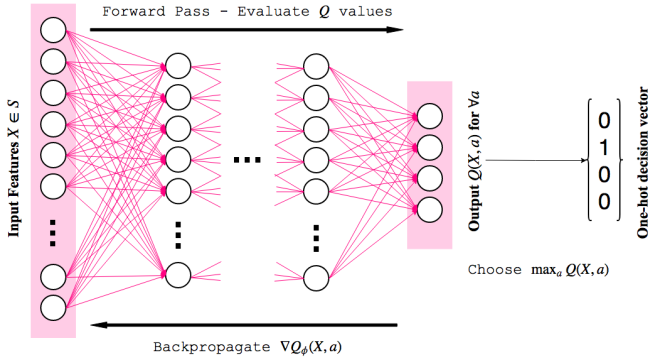 Forward Pass - Evaluate Q values
Input Features X ∈ S
Output Q(X, a) for ∀a
0
1
0
0
One-hot decision vector
Choose max_a Q(X, a)
Backpropagate ∇Q_ϕ(X, a)